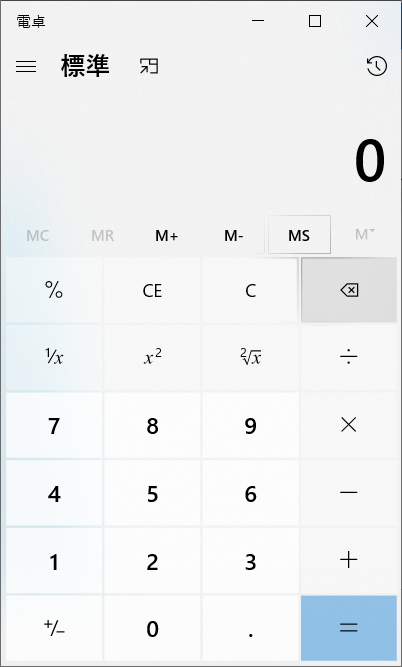 電卓
標準
0
MC MR M+ M- MS M˅
% CE C
¹/x x² ²√x ÷
7 8 9 ×
4 5 6 −
1 2 3 +
+/− 0 . =